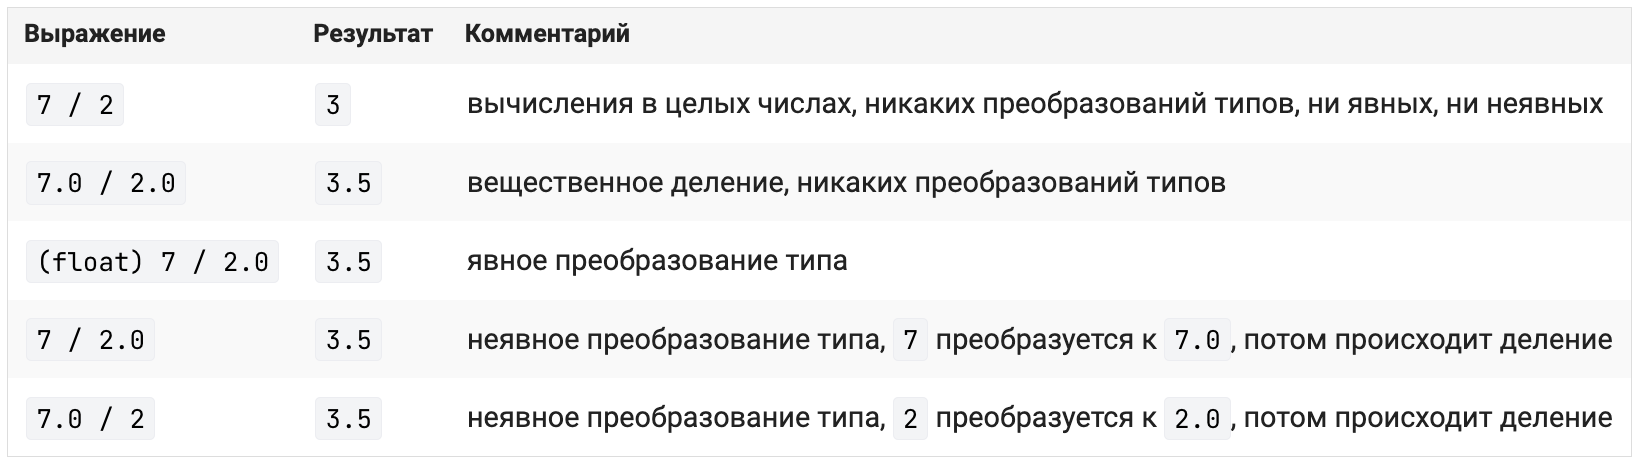 Выражение Результат Комментарий
7 / 2 3 вычисления в целых числах, никаких преобразований типов, ни явных, ни неявных
7.0 / 2.0 3.5 вещественное деление, никаких преобразований типов
(float) 7 / 2.0 3.5 явное преобразование типа
7 / 2.0 3.5 неявное преобразование типа, 7 преобразуется к 7.0, потом происходит деление
7.0 / 2 3.5 неявное преобразование типа, 2 преобразуется к 2.0, потом происходит деление